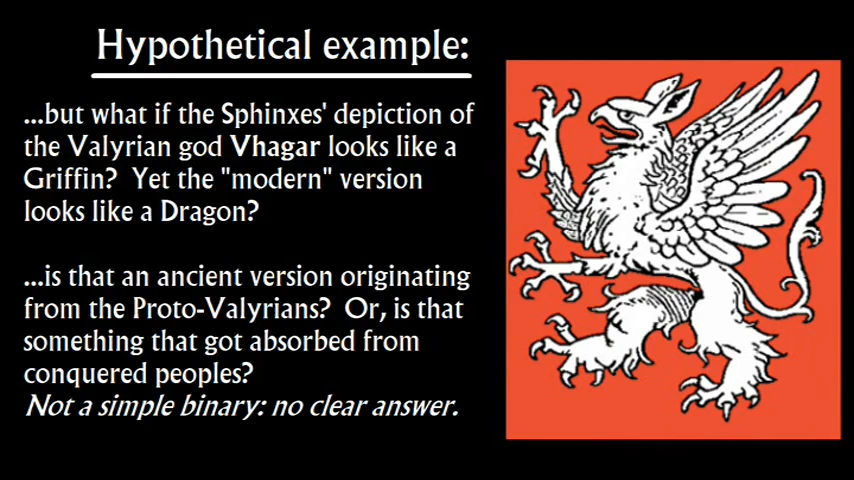 Hypothetical example:
...but what if the Sphinxes' depiction of
the Valyrian god Vhagar looks like a
Griffin?  Yet the "modern" version
looks like a Dragon?
...is that an ancient version originating
from the Proto-Valyrians?  Or, is that
something that got absorbed from
conquered peoples?
Not a simple binary: no clear answer.